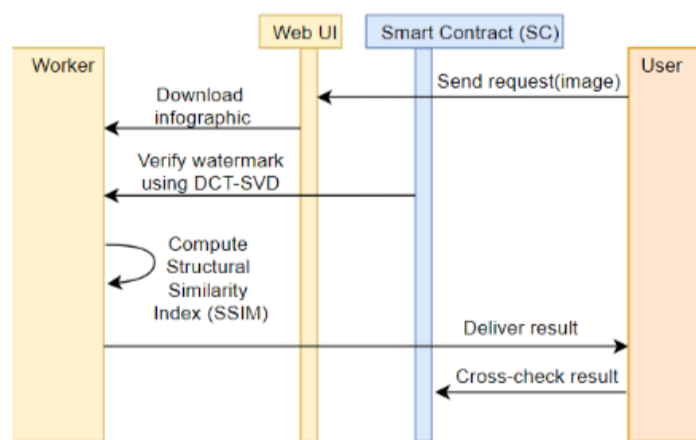 Web UI
Smart Contract (SC)
Worker
User
Send request(image)
Download
infographic
Verify watermark
using DCT-SVD
Compute
Structural
Similarity
Index (SSIM)
Deliver result
Cross-check result